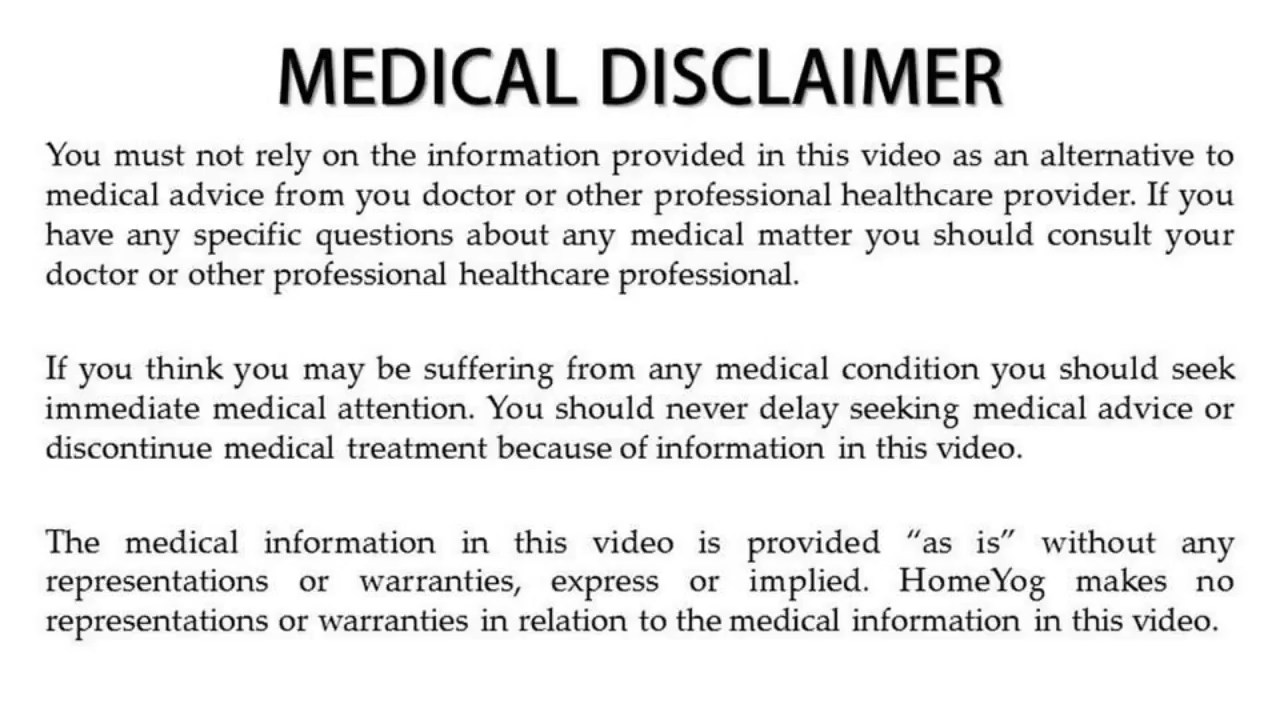 MEDICAL DISCLAIMER
You must not rely on the information provided in this video as an alternative to
medical advice from you doctor or other professional healthcare provider. If you
have any specific questions about any medical matter you should consult your
doctor or other professional healthcare professional.
If you think you may be suffering from any medical condition you should seek
immediate medical attention. You should never delay seeking medical advice or
discontinue medical treatment because of information in this video.
The medical information in this video is provided “as is” without any
representations or warranties, express or implied. HomeYog makes no
representations or warranties in relation to the medical information in this video.